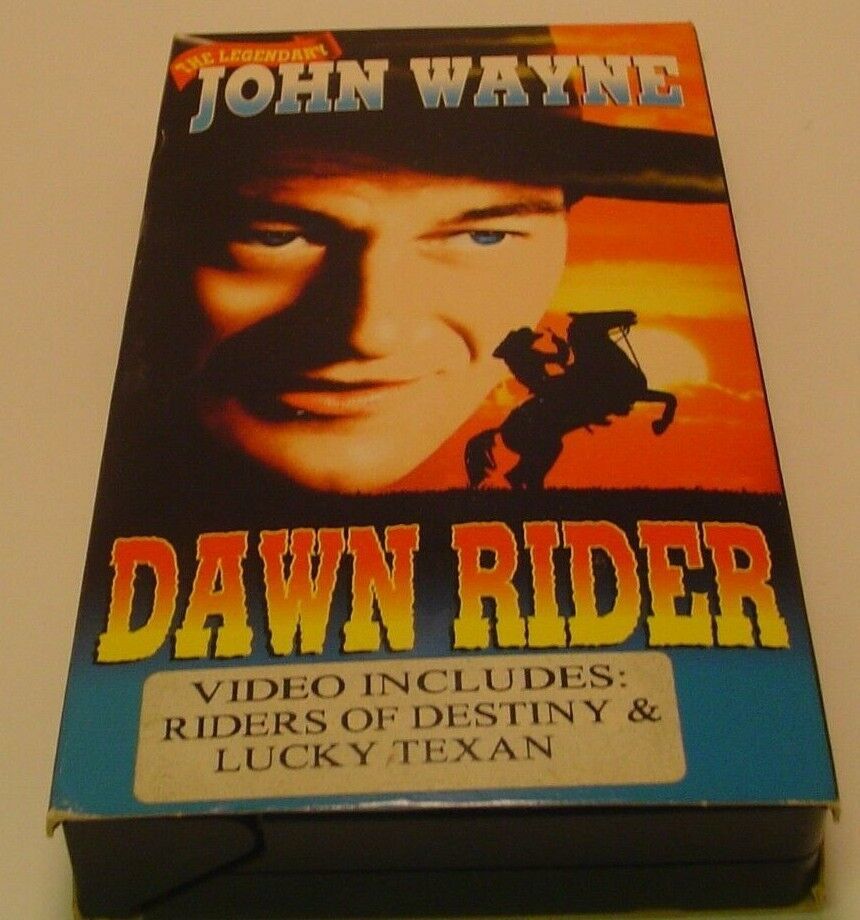 THE LEGENDARY
JOHN WAYNE
DAWN RIDER
VIDEO INCLUDES:
RIDERS OF DESTINY &
LUCKY TEXAN